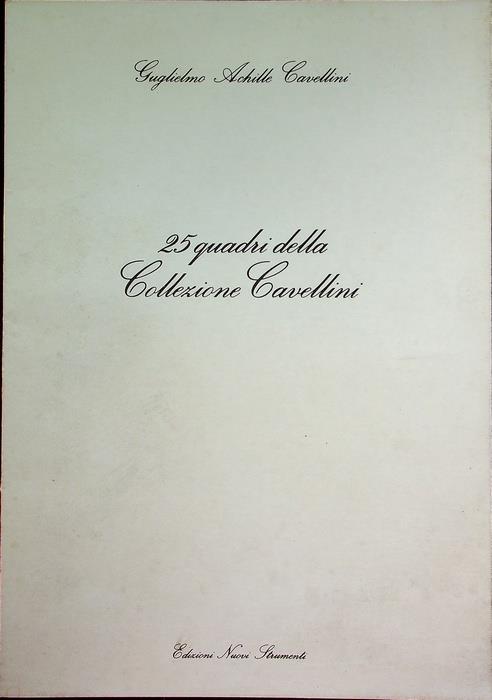 Guglielmo Achille Cavellini
25 quadri della
Collezione Cavellini
Edizioni Nuovi Strumenti